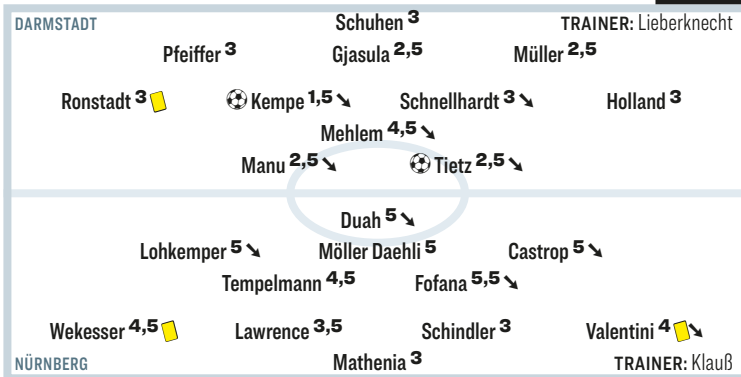 DARMSTADT Schuhen 3 TRAINER: Lieberknecht
Pfeiffer 3 Gjasula 2,5 Müller 2,5
Ronstadt 3 Kempe 1,5 Schnellhardt 3 Holland 3
Mehlem 4,5
Manu 2,5 Tietz 2,5
Duah 5
Lohkemper 5 Möller Daehli 5 Castrop 5
Tempelmann 4,5 Fofana 5,5
Wekesser 4,5 Lawrence 3,5 Schindler 3 Valentini 4
NÜRNBERG Mathenia 3 TRAINER: Klauß